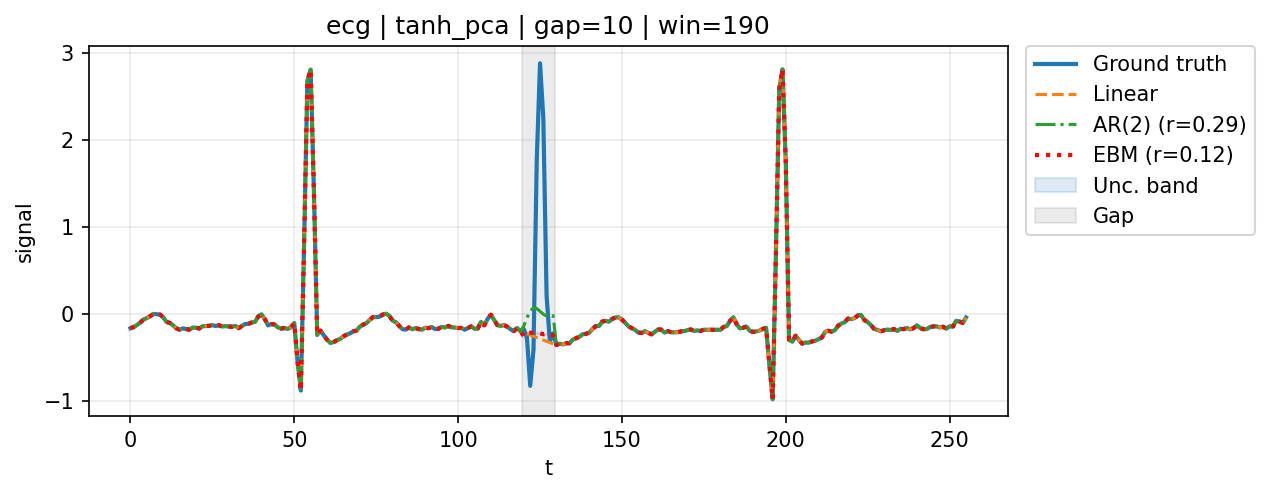 ecg | tanh_pca | gap=10 | win=190
3
2
1
0
−1
signal
0
50
100
150
200
250
t
Ground truth
Linear
AR(2) (r=0.29)
EBM (r=0.12)
Unc. band
Gap